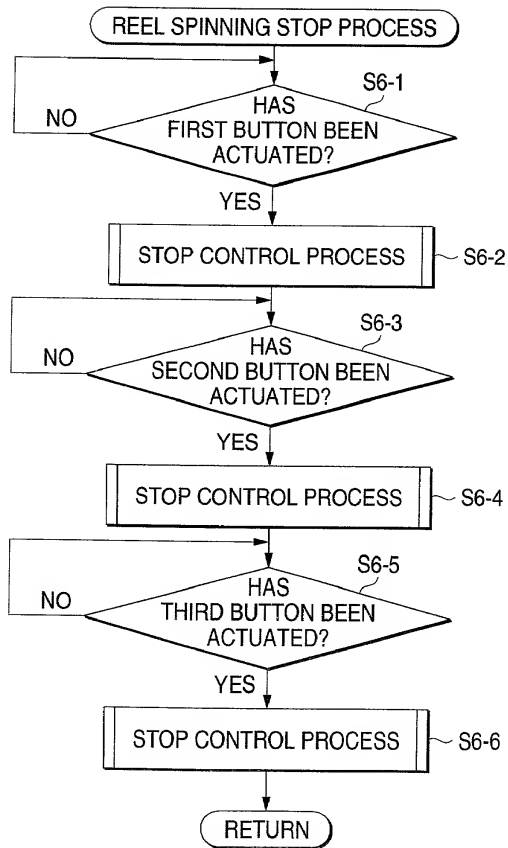 REEL SPINNING STOP PROCESS
S6-1
HAS
FIRST BUTTON BEEN
ACTUATED?
NO
YES
STOP CONTROL PROCESS
S6-2
S6-3
HAS
SECOND BUTTON BEEN
ACTUATED?
NO
YES
STOP CONTROL PROCESS
S6-4
S6-5
HAS
THIRD BUTTON BEEN
ACTUATED?
NO
YES
STOP CONTROL PROCESS
S6-6
RETURN